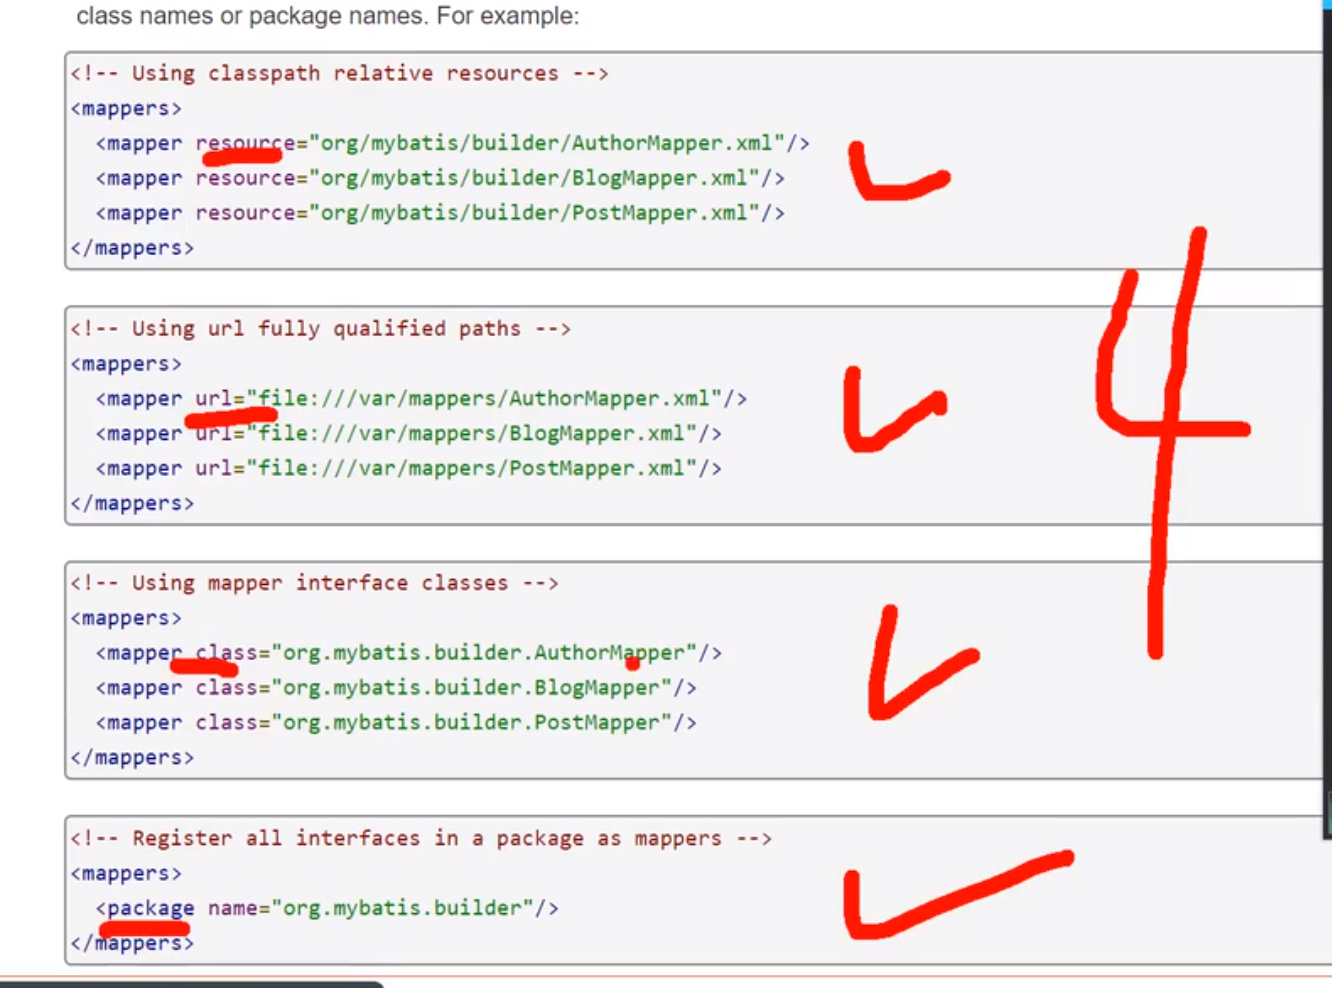 class names or package names. For example:
<!-- Using classpath relative resources -->
<mappers>
<mapper resource="org/mybatis/builder/AuthorMapper.xml"/>
<mapper resource="org/mybatis/builder/BlogMapper.xml"/>
<mapper resource="org/mybatis/builder/PostMapper.xml"/>
</mappers>
<!-- Using url fully qualified paths -->
<mappers>
<mapper url="file:///var/mappers/AuthorMapper.xml"/>
<mapper url="file:///var/mappers/BlogMapper.xml"/>
<mapper url="file:///var/mappers/PostMapper.xml"/>
</mappers>
4
<!-- Using mapper interface classes -->
<mappers>
<mapper class="org.mybatis.builder.AuthorMapper"/>
<mapper class="org.mybatis.builder.BlogMapper"/>
<mapper class="org.mybatis.builder.PostMapper"/>
</mappers>
<!-- Register all interfaces in a package as mappers -->
<mappers>
<package name="org.mybatis.builder"/>
</mappers>